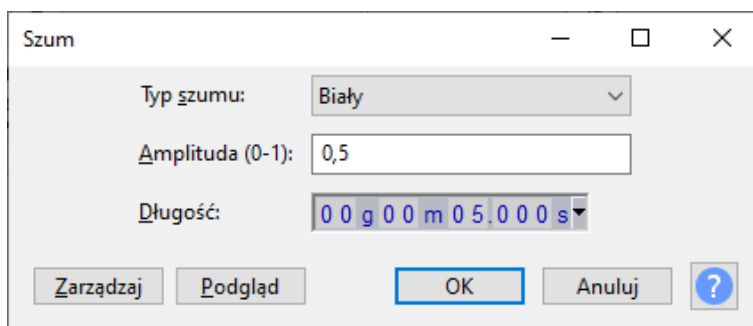 Szum
Typ szumu: Biały
Amplituda (0-1): 0,5
Długość: 00g00m05.000s
Zarządzaj Podgląd OK Anuluj ?